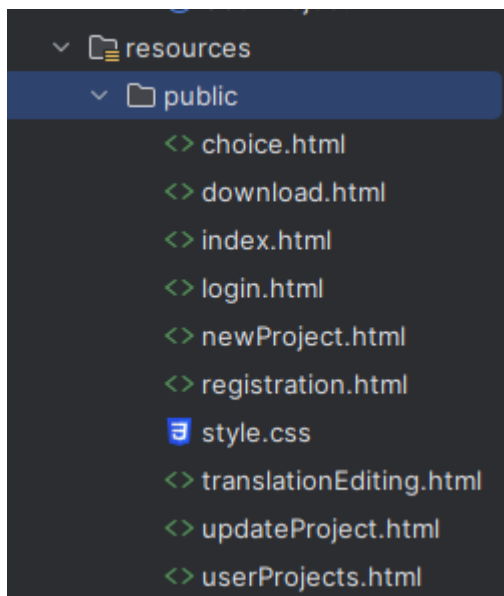 resources
public
choice.html
download.html
index.html
login.html
newProject.html
registration.html
style.css
translationEditing.html
updateProject.html
userProjects.html